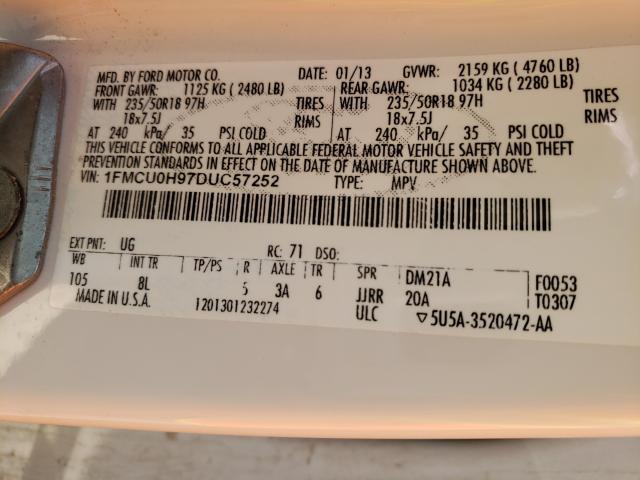 MFD. BY FORD MOTOR CO. DATE: 01/13 GVWR: 2159 KG ( 4760 LB)
FRONT GAWR: 1125 KG ( 2480 LB) REAR GAWR: 1034 KG ( 2280 LB)
WITH 235/50R18 97H TIRES WITH 235/50R18 97H TIRES
18x7.5J RIMS 18x7.5J RIMS
AT 240 kPa/ 35 PSI COLD AT 240 kPa/ 35 PSI COLD
THIS VEHICLE CONFORMS TO ALL APPLICABLE FEDERAL MOTOR VEHICLE SAFETY AND THEFT
PREVENTION STANDARDS IN EFFECT ON THE DATE OF MANUFACTURE SHOWN ABOVE.
VIN: 1FMCU0H97DUC57252 TYPE: MPV
EXT PNT: UG RC: 71 DSO:
WB INT TR TP/PS R AXLE TR SPR DM21A F0053
105 8L 5 3A 6 JJRR 20A T0307
MADE IN U.S.A. 1201301232274 ULC ▽5U5A-3520472-AA